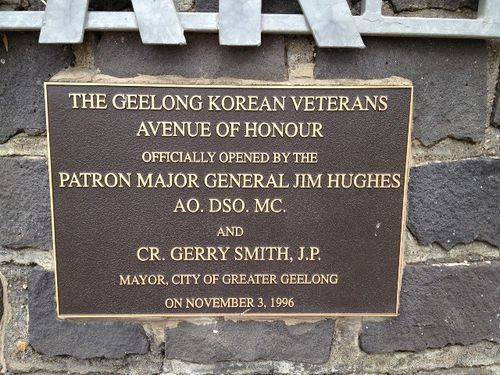 THE GEELONG KOREAN VETERANS
AVENUE OF HONOUR
OFFICIALLY OPENED BY THE
PATRON MAJOR GENERAL JIM HUGHES
AO. DSO. MC.
AND
CR. GERRY SMITH, J.P.
MAYOR, CITY OF GREATER GEELONG
ON NOVEMBER 3, 1996